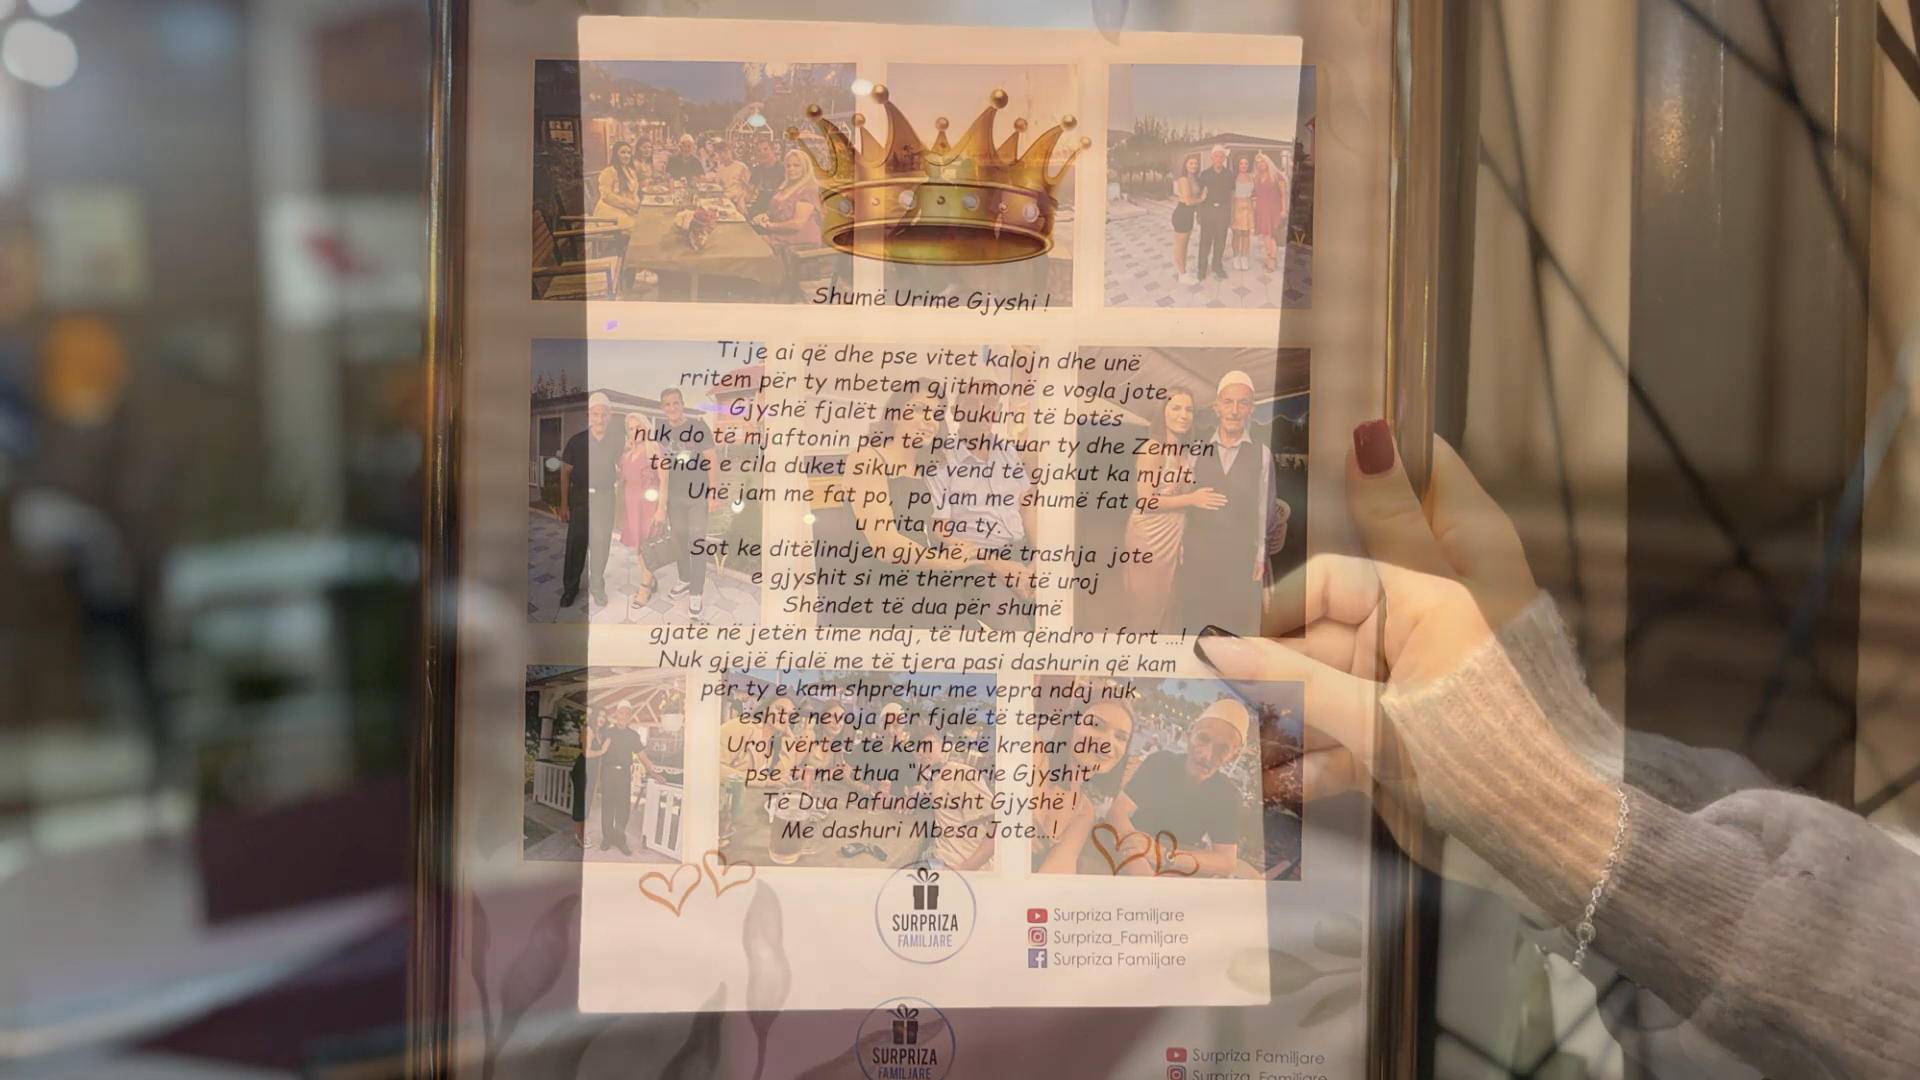 Shumë Urime Gjyshi !
Ti je ai që dhe pse vitet kalojn dhe unë
rritem për ty mbetem gjithmonë e vogla jote.
Gjyshë fjalët më të bukura të botës
nuk do të mjaftonin për të përshkruar ty dhe Zemrën
tënde e cila duket sikur në vend të gjakut ka mjalt.
Unë jam me fat po, po jam me shumë fat që
u rrita nga ty.
Sot ke ditëlindjen gjyshë, unë trashja jote
e gjyshit si më thërret ti të uroj
Shëndet të dua për shumë
gjatë në jetën time ndaj, të lutem qëndro i fort ...!
Nuk gjejë fjalë me të tjera pasi dashurin që kam
për ty e kam shprehur me vepra ndaj nuk
është nevoja për fjalë të tepërta.
Uroj vërtet të kem bërë krenar dhe
pse ti më thua "Krenarie Gjyshit"
Të Dua Pafundësisht Gjyshë !
Me dashuri Mbesa Jote...!
SURPRIZA
FAMILJARE
Surpriza Familjare
Surpriza_Familjare
Surpriza Familjare
SURPRIZA
FAMILJARE
Surpriza Familjare
Surpriza_Familjare